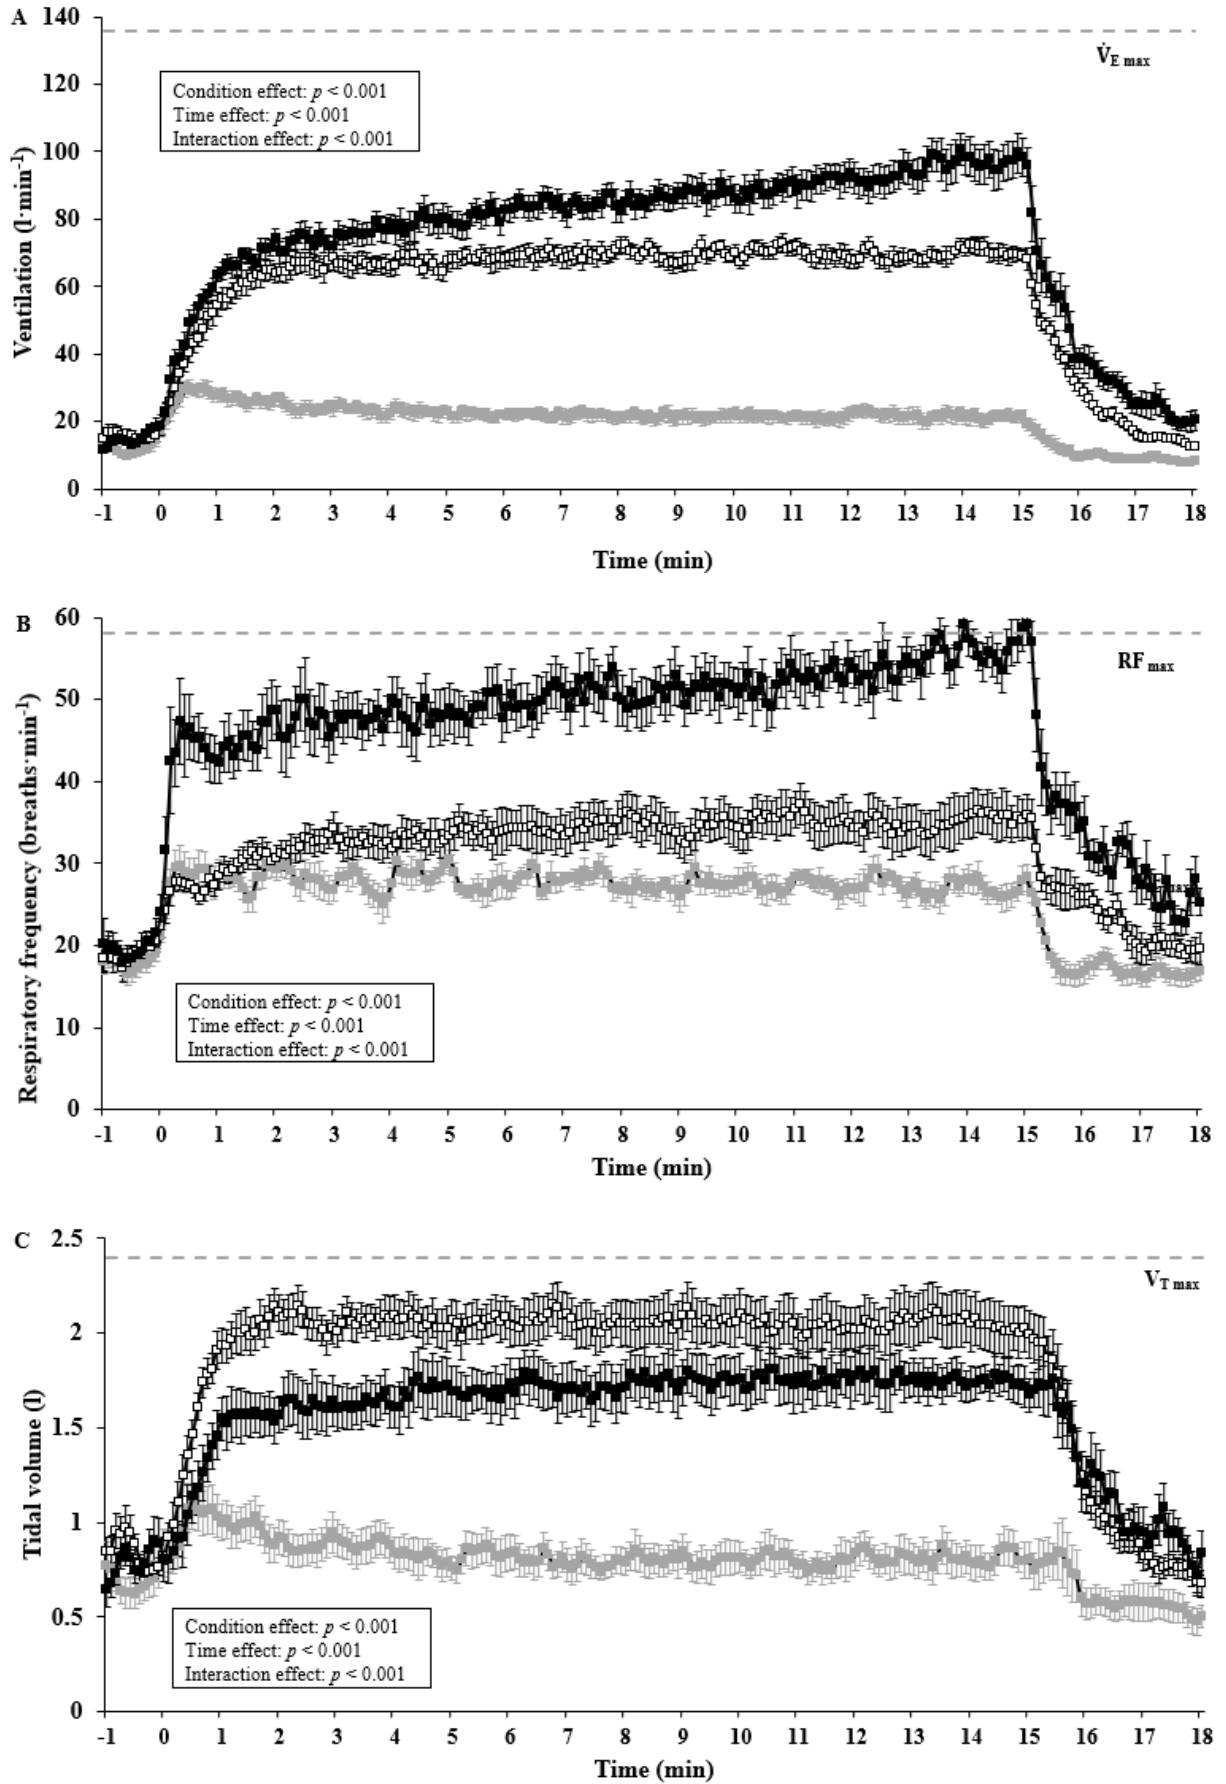 A
140
120
100
80
60
40
20
0
Ventilation (l·min-1)
V̇E max
Condition effect: p < 0.001
Time effect: p < 0.001
Interaction effect: p < 0.001
-1 0 1 2 3 4 5 6 7 8 9 10 11 12 13 14 15 16 17 18
Time (min)
B
60
50
40
30
20
10
0
Respiratory frequency (breaths·min-1)
RF max
max
Condition effect: p < 0.001
Time effect: p < 0.001
Interaction effect: p < 0.001
-1 0 1 2 3 4 5 6 7 8 9 10 11 12 13 14 15 16 17 18
Time (min)
C
2.5
2
1.5
1
0.5
0
Tidal volume (l)
VT max
Condition effect: p < 0.001
Time effect: p < 0.001
Interaction effect: p < 0.001
-1 0 1 2 3 4 5 6 7 8 9 10 11 12 13 14 15 16 17 18
Time (min)